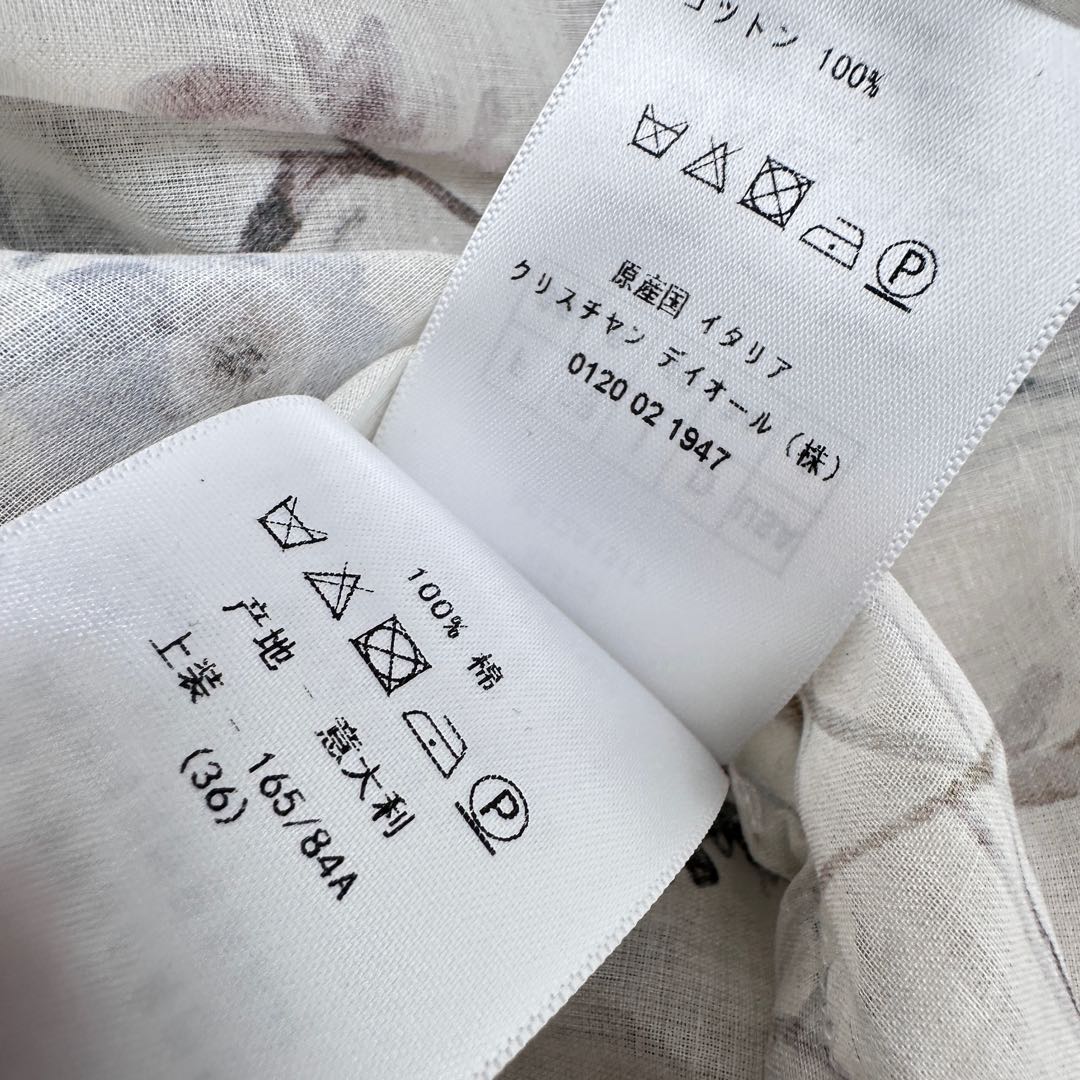 コットン 100%
P
原産国 イタリア
クリスチャン ディオール（株）
0120 02 1947
100% 棉
P
产地 - 意大利
上装 - 165/84A
(36)